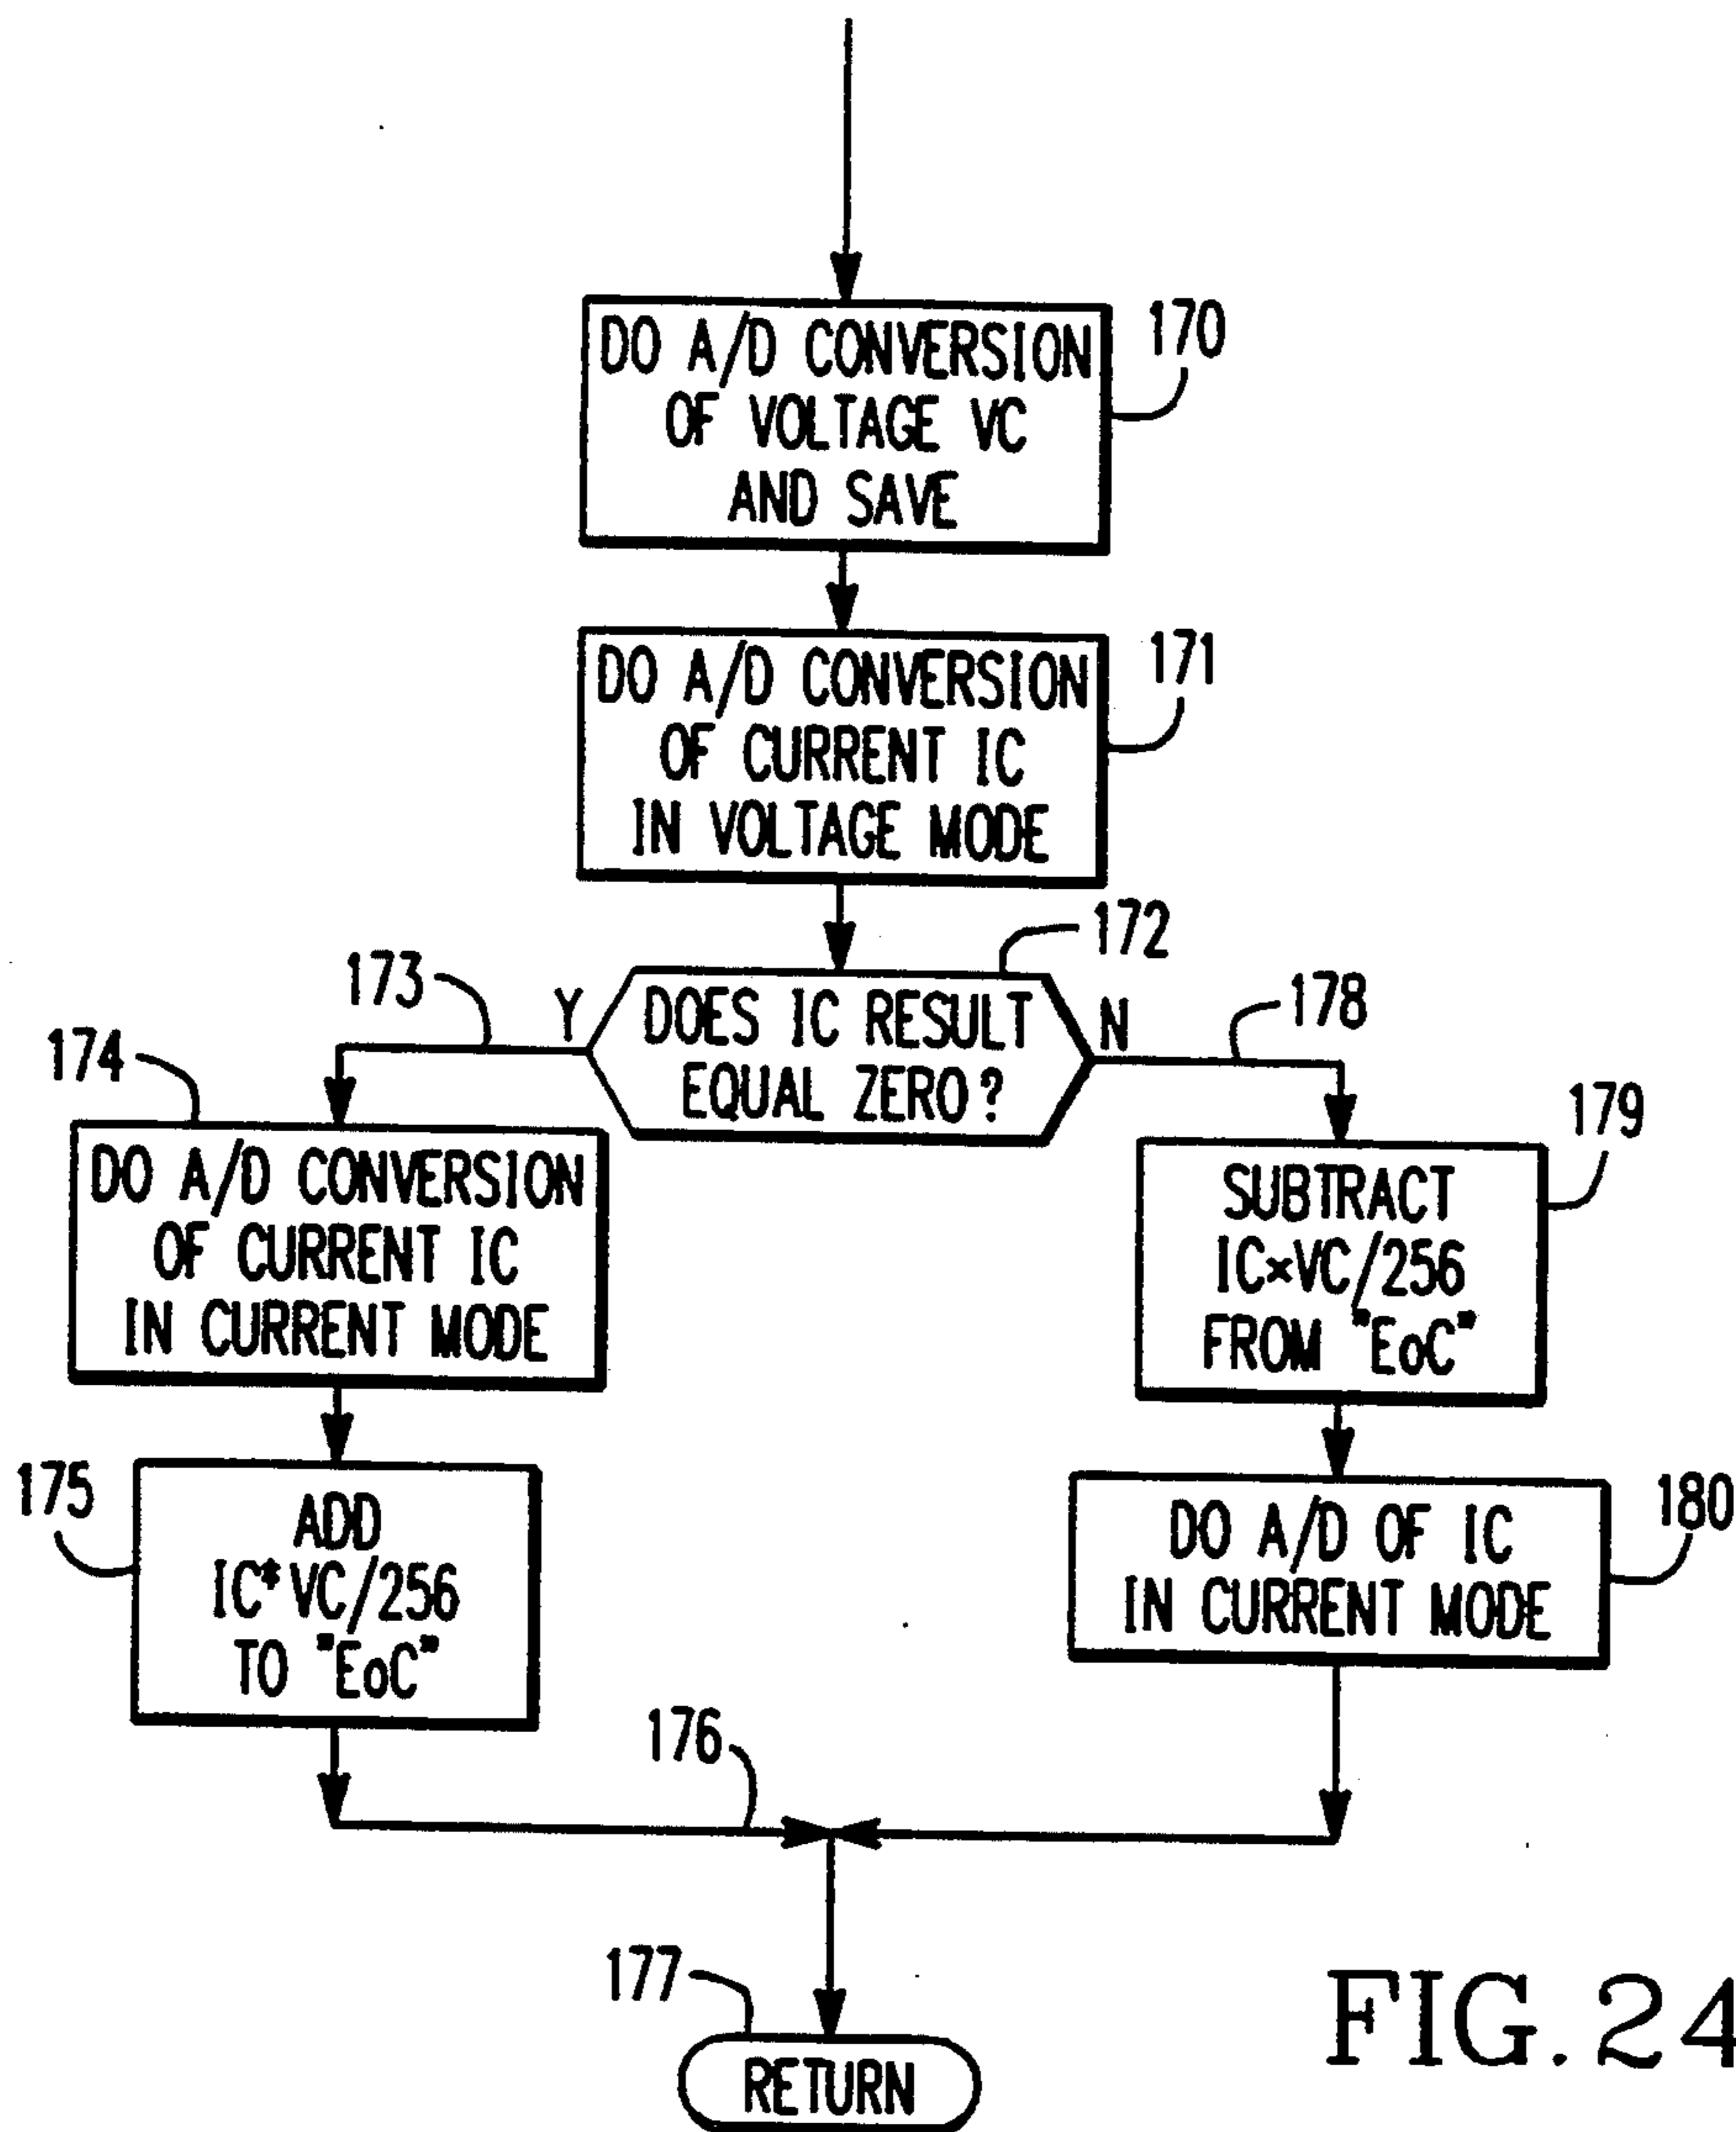 DO A/D CONVERSION
OF VOLTAGE VC
AND SAVE
170
DO A/D CONVERSION
OF CURRENT IC
IN VOLTAGE MODE
171
172
DOES IC RESULT
EQUAL ZERO?
173
Y
N
178
174
DO A/D CONVERSION
OF CURRENT IC
IN CURRENT MODE
179
SUBTRACT
IC×VC/256
FROM "EoC"
175
ADD
IC*VC/256
TO "EoC"
180
DO A/D OF IC
IN CURRENT MODE
176
177
RETURN
FIG. 24